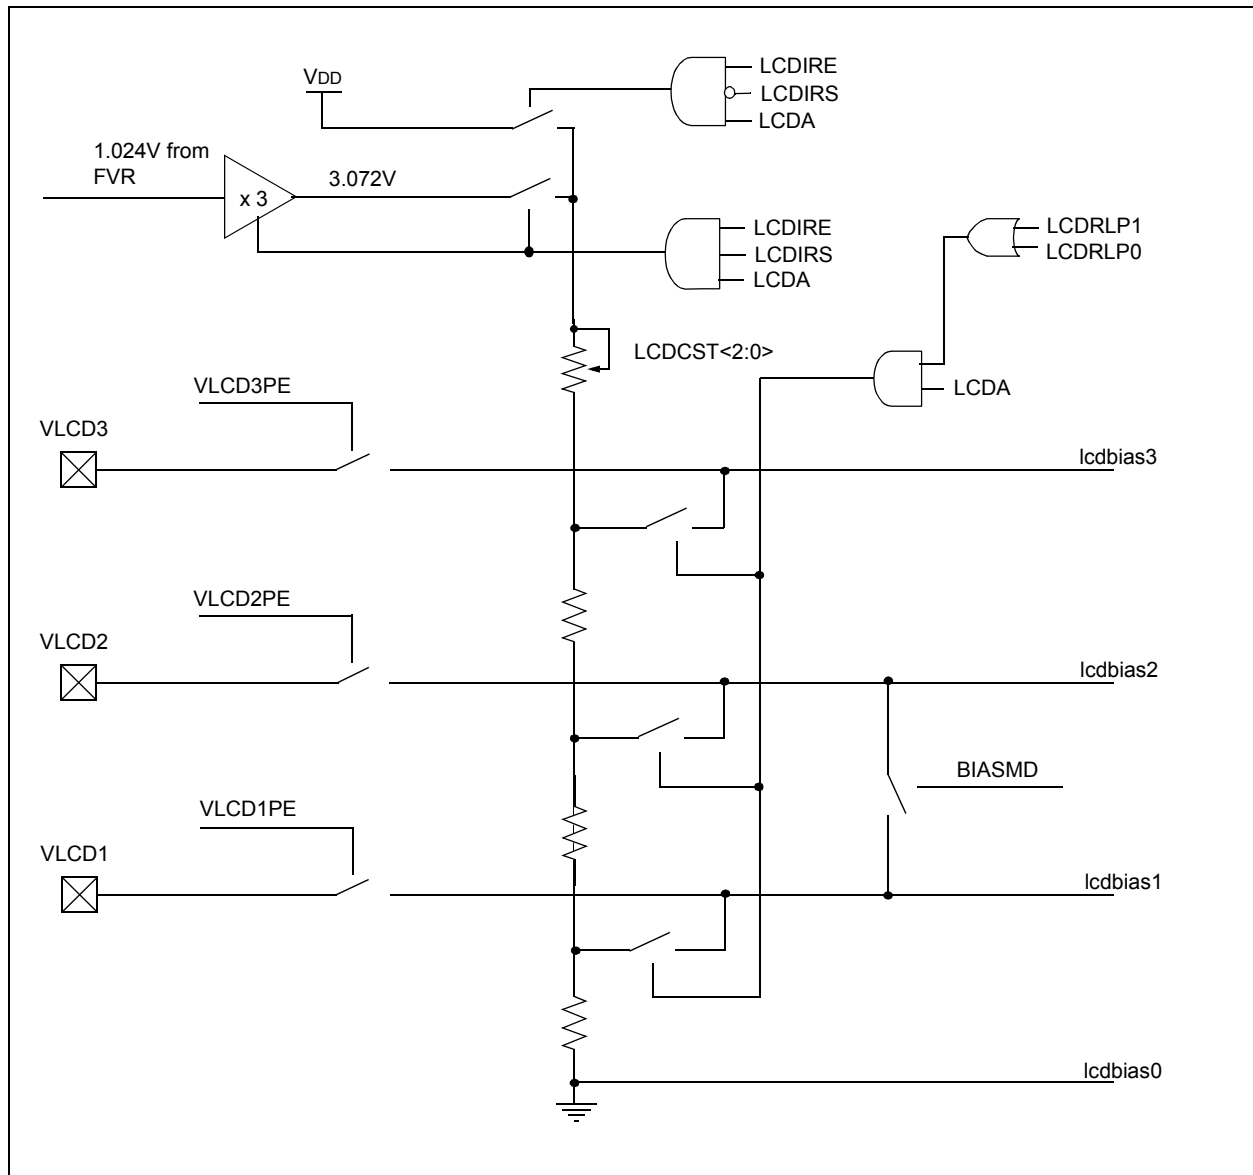 VDD
LCDIRE
LCDIRS
LCDA
1.024V from
FVR
x 3
3.072V
LCDIRE
LCDIRS
LCDA
LCDRLP1
LCDRLP0
LCDCST<2:0>
LCDA
VLCD3PE
VLCD3
lcdbias3
VLCD2PE
VLCD2
lcdbias2
BIASMD
VLCD1PE
VLCD1
lcdbias1
lcdbias0